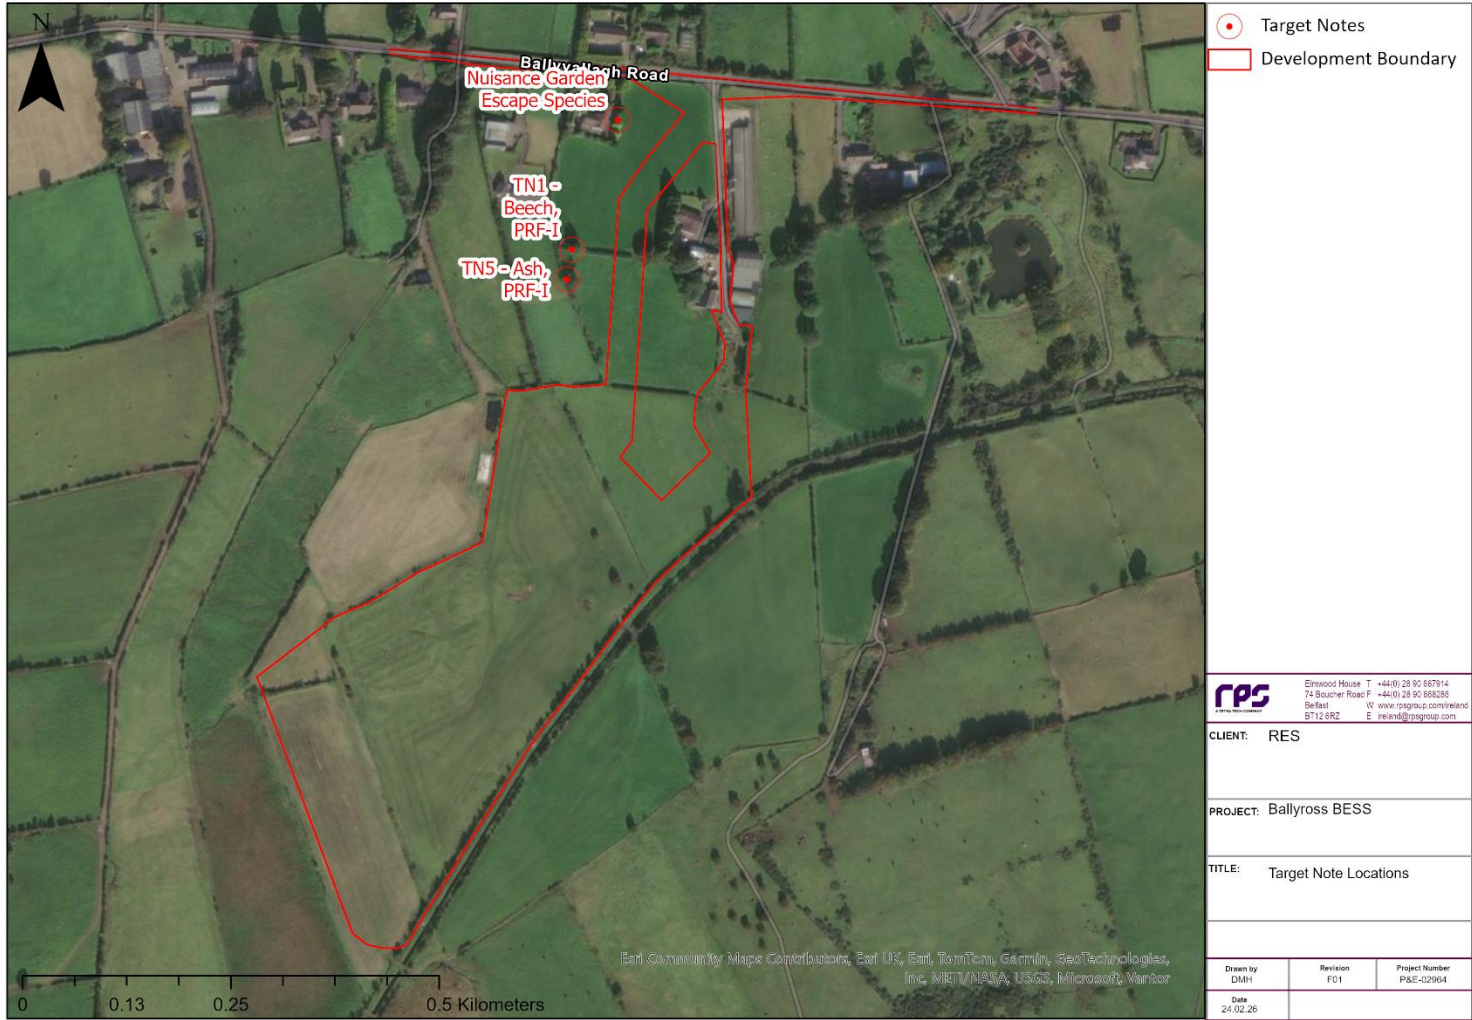 N
Ballyvallagh Road
Nuisance Garden
Escape Species
TN1 -
Beech,
PRF-I
TN5 - Ash,
PRF-I
0 0.13 0.25 0.5 Kilometers
Esri Community Maps Contributors, Esri UK, Esri, TomTom, Garmin, GeoTechnologies,
Inc, METI/NASA, USGS, Microsoft, Vantor
Target Notes
Development Boundary
rps
A TETRA TECH COMPANY
Elmwood House T +44(0) 28 90 667914
74 Boucher Road F +44(0) 28 90 668286
Belfast W www.rpsgroup.com/ireland
BT12 6RZ E ireland@rpsgroup.com
CLIENT: RES
PROJECT: Ballyross BESS
TITLE: Target Note Locations
Drawn by
DMH
Revision
F01
Project Number
P&E-02964
Date
24.02.26